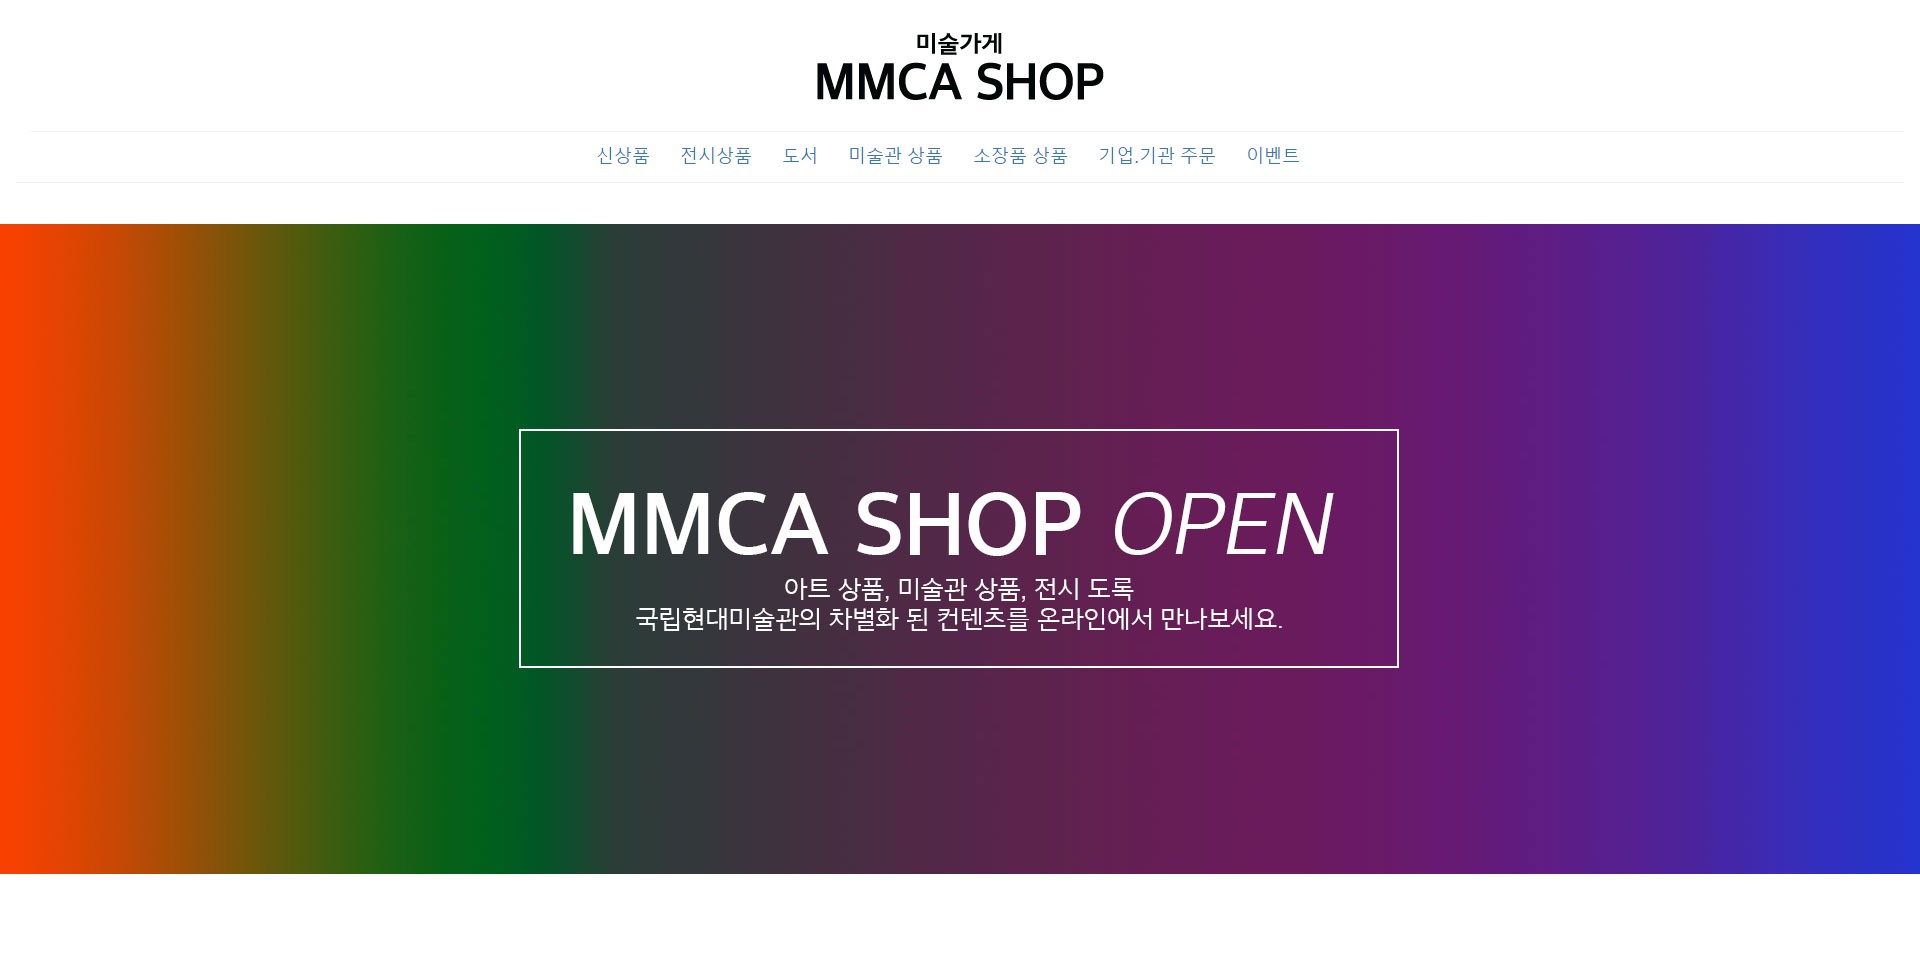 미술가게
MMCA SHOP
신상품 전시상품 도서 미술관 상품 소장품 상품 기업.기관 주문 이벤트
MMCA SHOP OPEN
아트 상품, 미술관 상품, 전시 도록
국립현대미술관의 차별화 된 컨텐츠를 온라인에서 만나보세요.